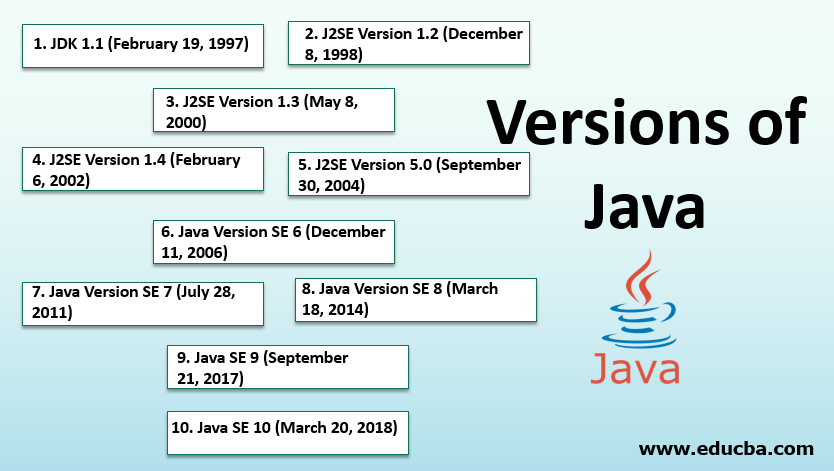 1. JDK 1.1 (February 19, 1997)
2. J2SE Version 1.2 (December
8, 1998)
3. J2SE Version 1.3 (May 8,
2000)
4. J2SE Version 1.4 (February
6, 2002)
5. J2SE Version 5.0 (September
30, 2004)
6. Java Version SE 6 (December
11, 2006)
7. Java Version SE 7 (July 28,
2011)
8. Java Version SE 8 (March
18, 2014)
9. Java SE 9 (September
21, 2017)
10. Java SE 10 (March 20, 2018)
Versions of
Java
Java
www.educba.com